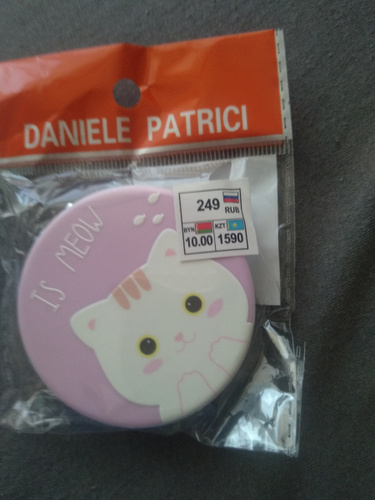 DANIELE PATRICI
249 RUB
BYN KZT
10.00 1590
IS MEOW